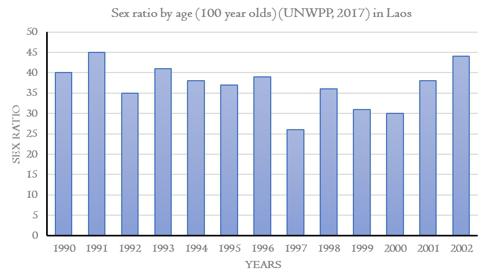 Sex ratio by age (100 year olds) (UNWPP, 2017) in Laos
50
45
40
35
30
25
20
15
10
5
0
SEX RATIO
1990 1991 1992 1993 1994 1995 1996 1997 1998 1999 2000 2001 2002
YEARS